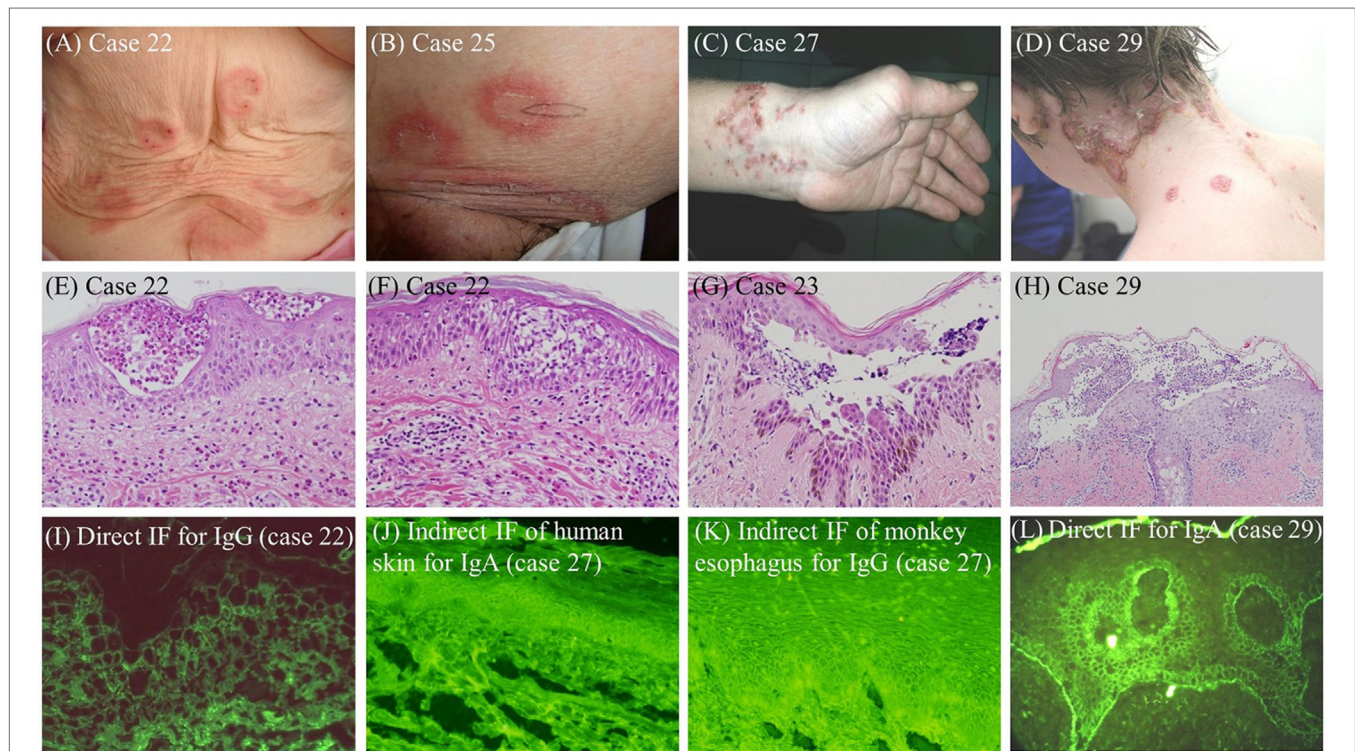 (A) Case 22
(B) Case 25
(C) Case 27
(D) Case 29
(E) Case 22
(F) Case 22
(G) Case 23
(H) Case 29
(I) Direct IF for IgG (case 22)
(J) Indirect IF of human
skin for IgA (case 27)
(K) Indirect IF of monkey
esophagus for IgG (case 27)
(L) Direct IF for IgA (case 29)